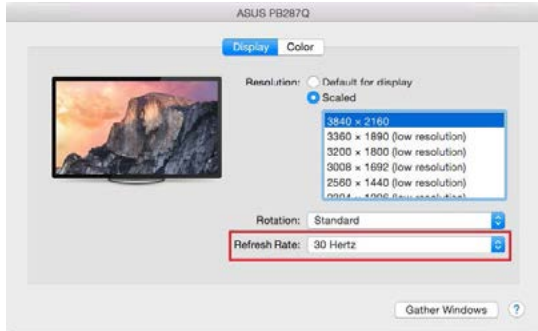 ASUS PB287Q
Display Color
Resolution: Default for display
Scaled
3840 × 2160
3360 × 1890 (low resolution)
3200 × 1800 (low resolution)
3008 × 1692 (low resolution)
2560 × 1440 (low resolution)
Rotation: Standard
Refresh Rate: 30 Hertz
Gather Windows ?